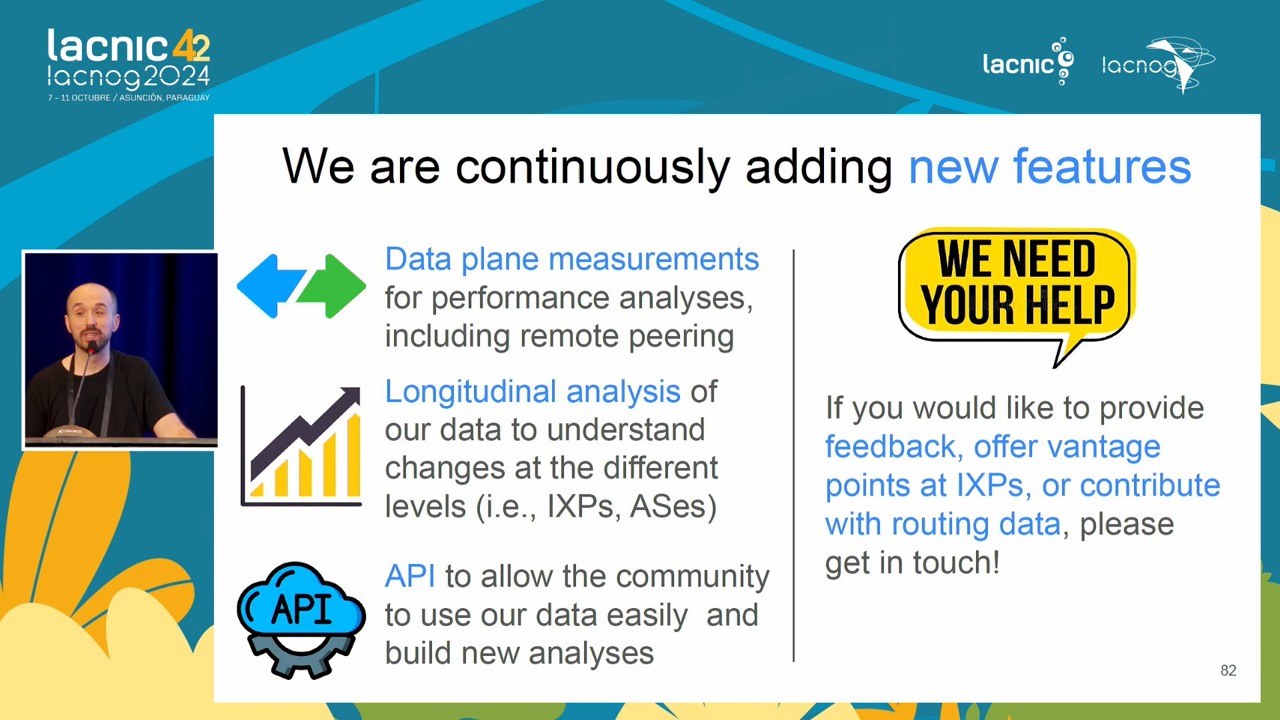 lacnic 42
lacnog2024
7 - 11 OCTUBRE / ASUNCIÓN, PARAGUAY
lacnic
lacnog
We are continuously adding new features
Data plane measurements
for performance analyses,
including remote peering
Longitudinal analysis of
our data to understand
changes at the different
levels (i.e., IXPs, ASes)
API
API to allow the community
to use our data easily and
build new analyses
WE NEED
YOUR HELP
If you would like to provide
feedback, offer vantage
points at IXPs, or contribute
with routing data, please
get in touch!
82